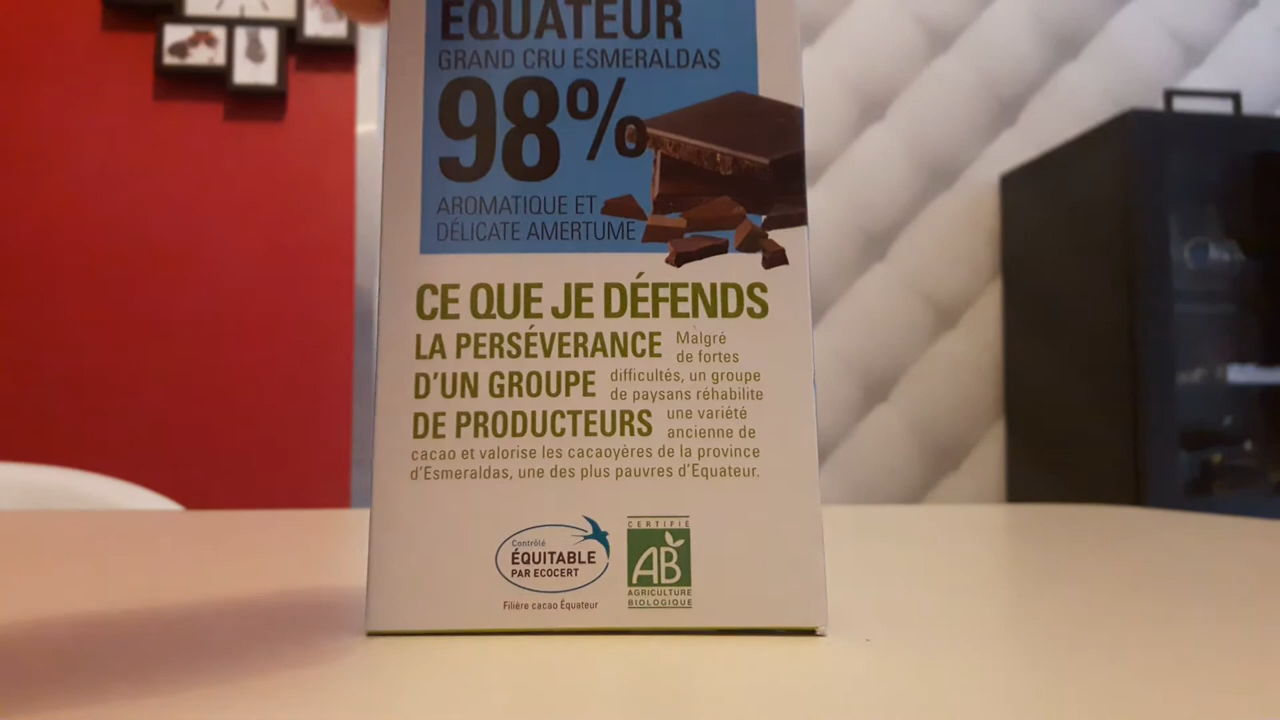 ÉQUATEUR
GRAND CRU ESMERALDAS
98%
AROMATIQUE ET
DÉLICATE AMERTUME
CE QUE JE DÉFENDS
LA PERSÉVERANCE
D'UN GROUPE
DE PRODUCTEURS
Malgré
de fortes
difficultés, un groupe
de paysans réhabilite
une variété
ancienne de
cacao et valorise les cacaoyères de la province
d'Esmeraldas, une des plus pauvres d'Equateur.
Contrôlé
ÉQUITABLE
PAR ECOCERT
Filière cacao Équateur
CERTIFIÉ
AB
AGRICULTURE
BIOLOGIQUE